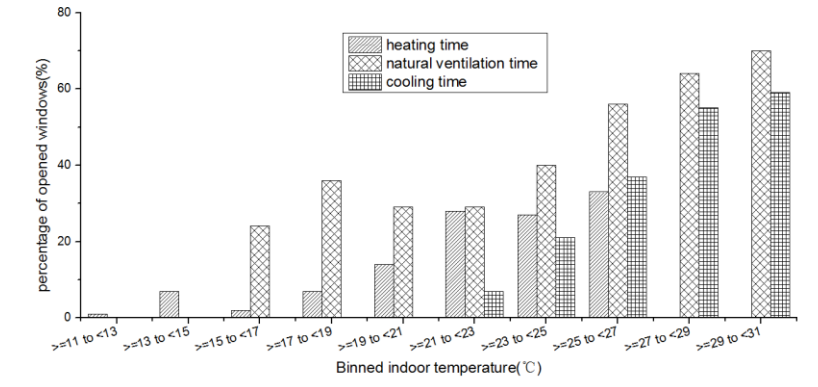 80
60
40
20
0
percentage of opened windows(%)
heating time
natural ventilation time
cooling time
>=11 to <13
>=13 to <15
>=15 to <17
>=17 to <19
>=19 to <21
>=21 to <23
>=23 to <25
>=25 to <27
>=27 to <29
>=29 to <31
Binned indoor temperature(℃)